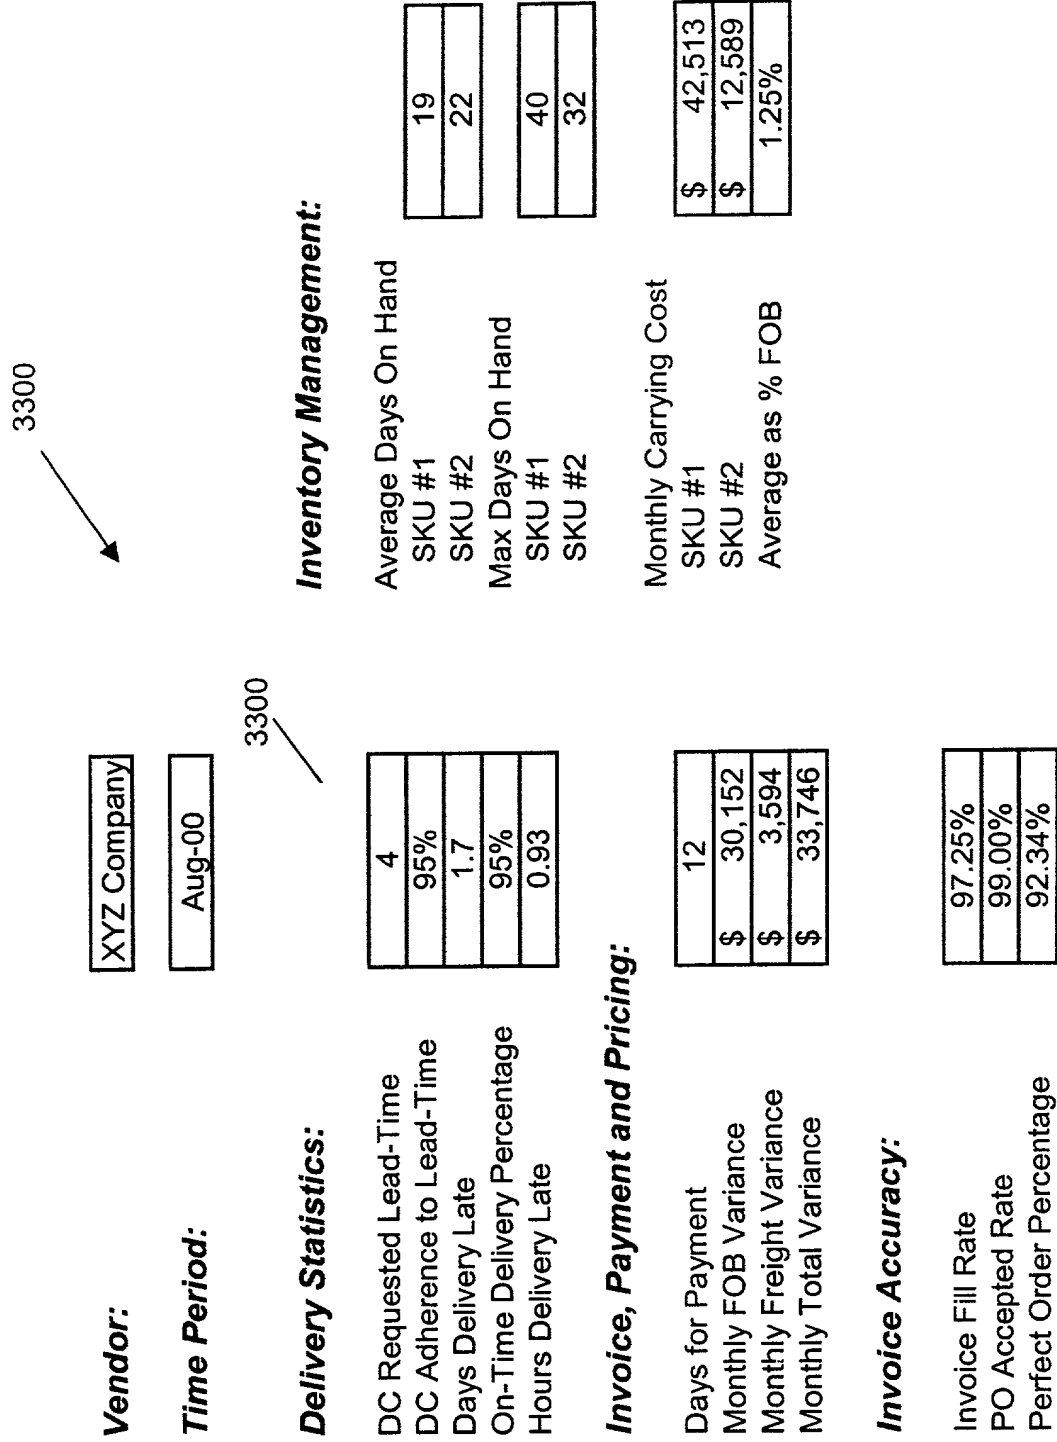 3300
Vendor: XYZ Company
Time Period: Aug-00
3300
Delivery Statistics:
DC Requested Lead-Time 4
DC Adherence to Lead-Time 95%
Days Delivery Late 1.7
On-Time Delivery Percentage 95%
Hours Delivery Late 0.93
Invoice, Payment and Pricing:
Days for Payment 12
Monthly FOB Variance $ 30,152
Monthly Freight Variance $ 3,594
Monthly Total Variance $ 33,746
Invoice Accuracy:
Invoice Fill Rate 97.25%
PO Accepted Rate 99.00%
Perfect Order Percentage 92.34%
Inventory Management:
Average Days On Hand
SKU #1 19
SKU #2 22
Max Days On Hand
SKU #1 40
SKU #2 32
Monthly Carrying Cost
SKU #1 $ 42,513
SKU #2 $ 12,589
Average as % FOB 1.25%